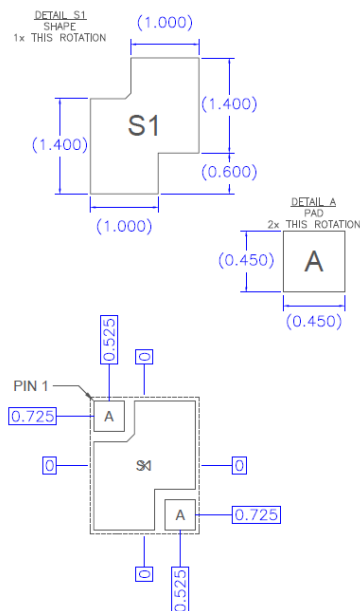 DETAIL S1
SHAPE
1x THIS ROTATION
(1.000)
S1
(1.400)
(1.400)
(0.600)
(1.000)
DETAIL A
PAD
2x THIS ROTATION
A
(0.450)
(0.450)
0.525
0
PIN 1
0.725
A
0
S1
0
A
0.725
0
0.525